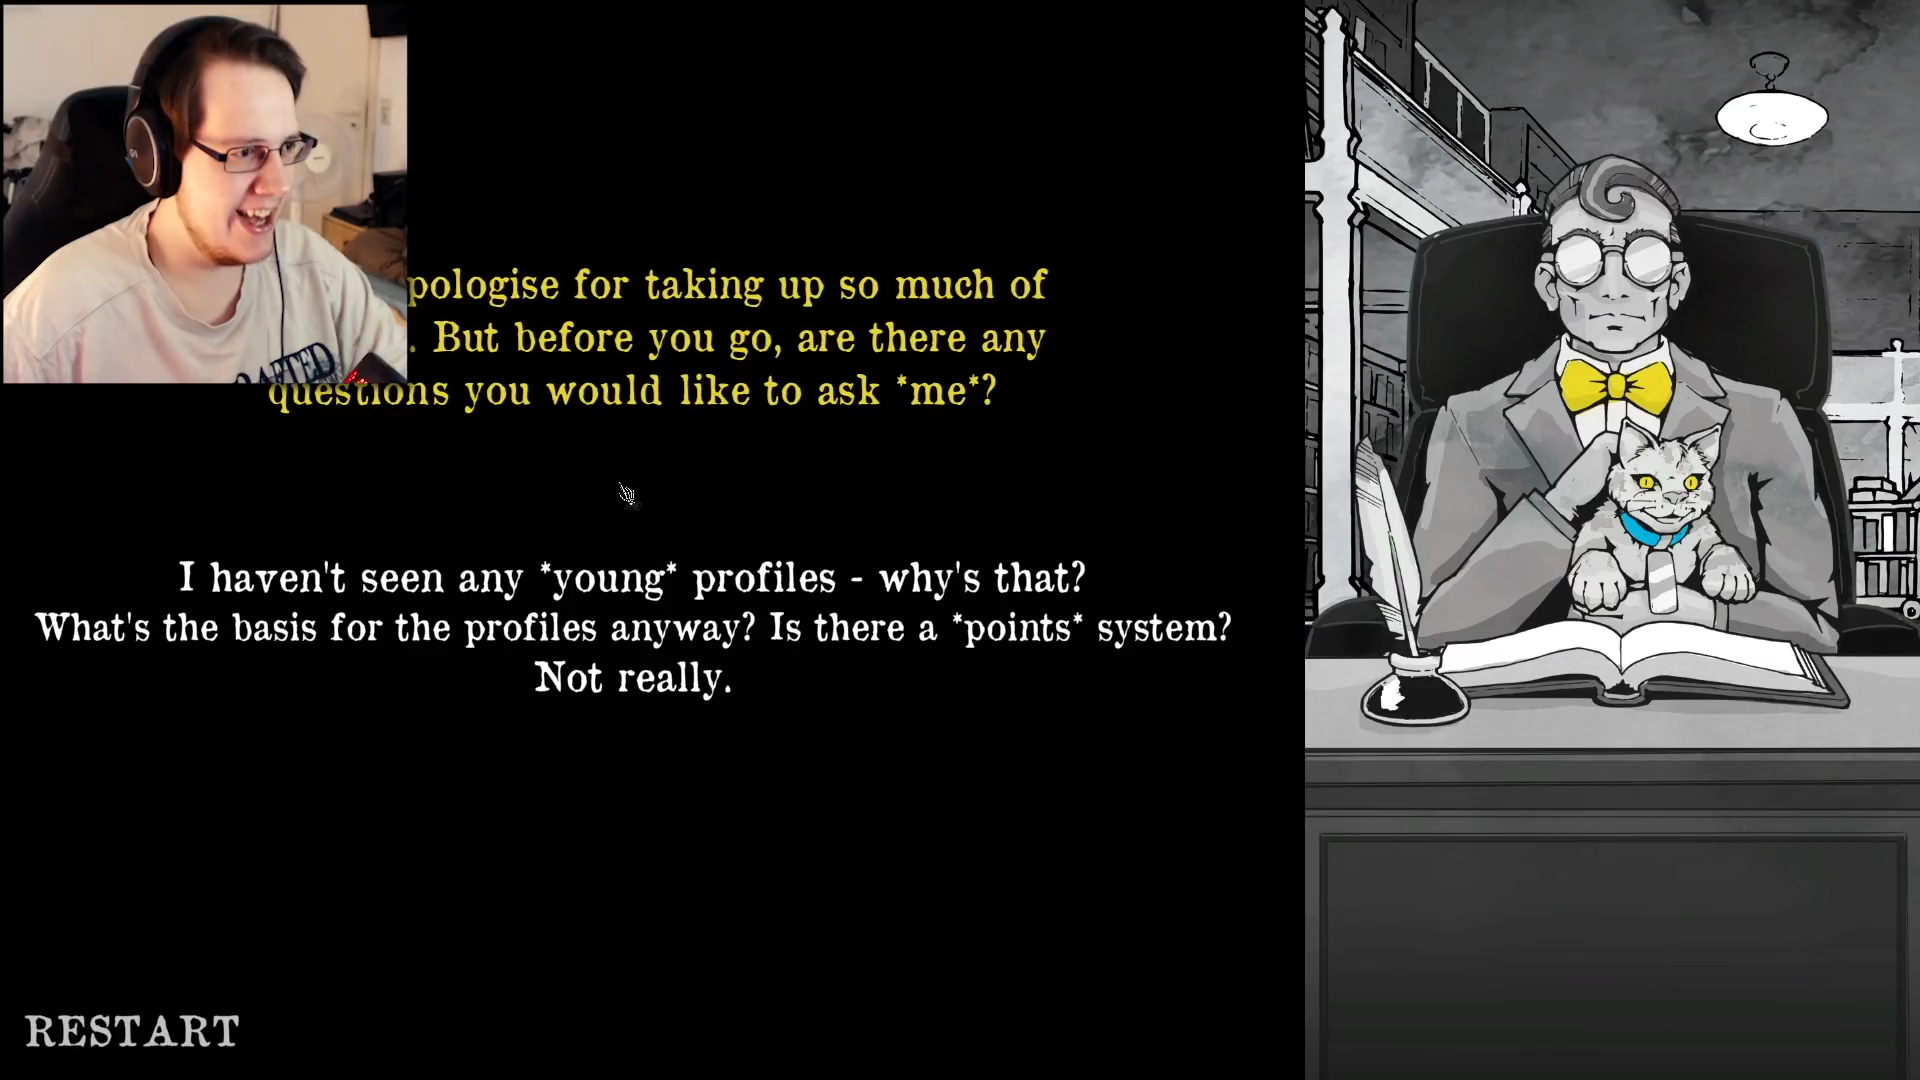 pologise for taking up so much of
. But before you go, are there any
questions you would like to ask *me*?
I haven't seen any *young* profiles - why's that?
What's the basis for the profiles anyway? Is there a *points* system?
Not really.
RESTART